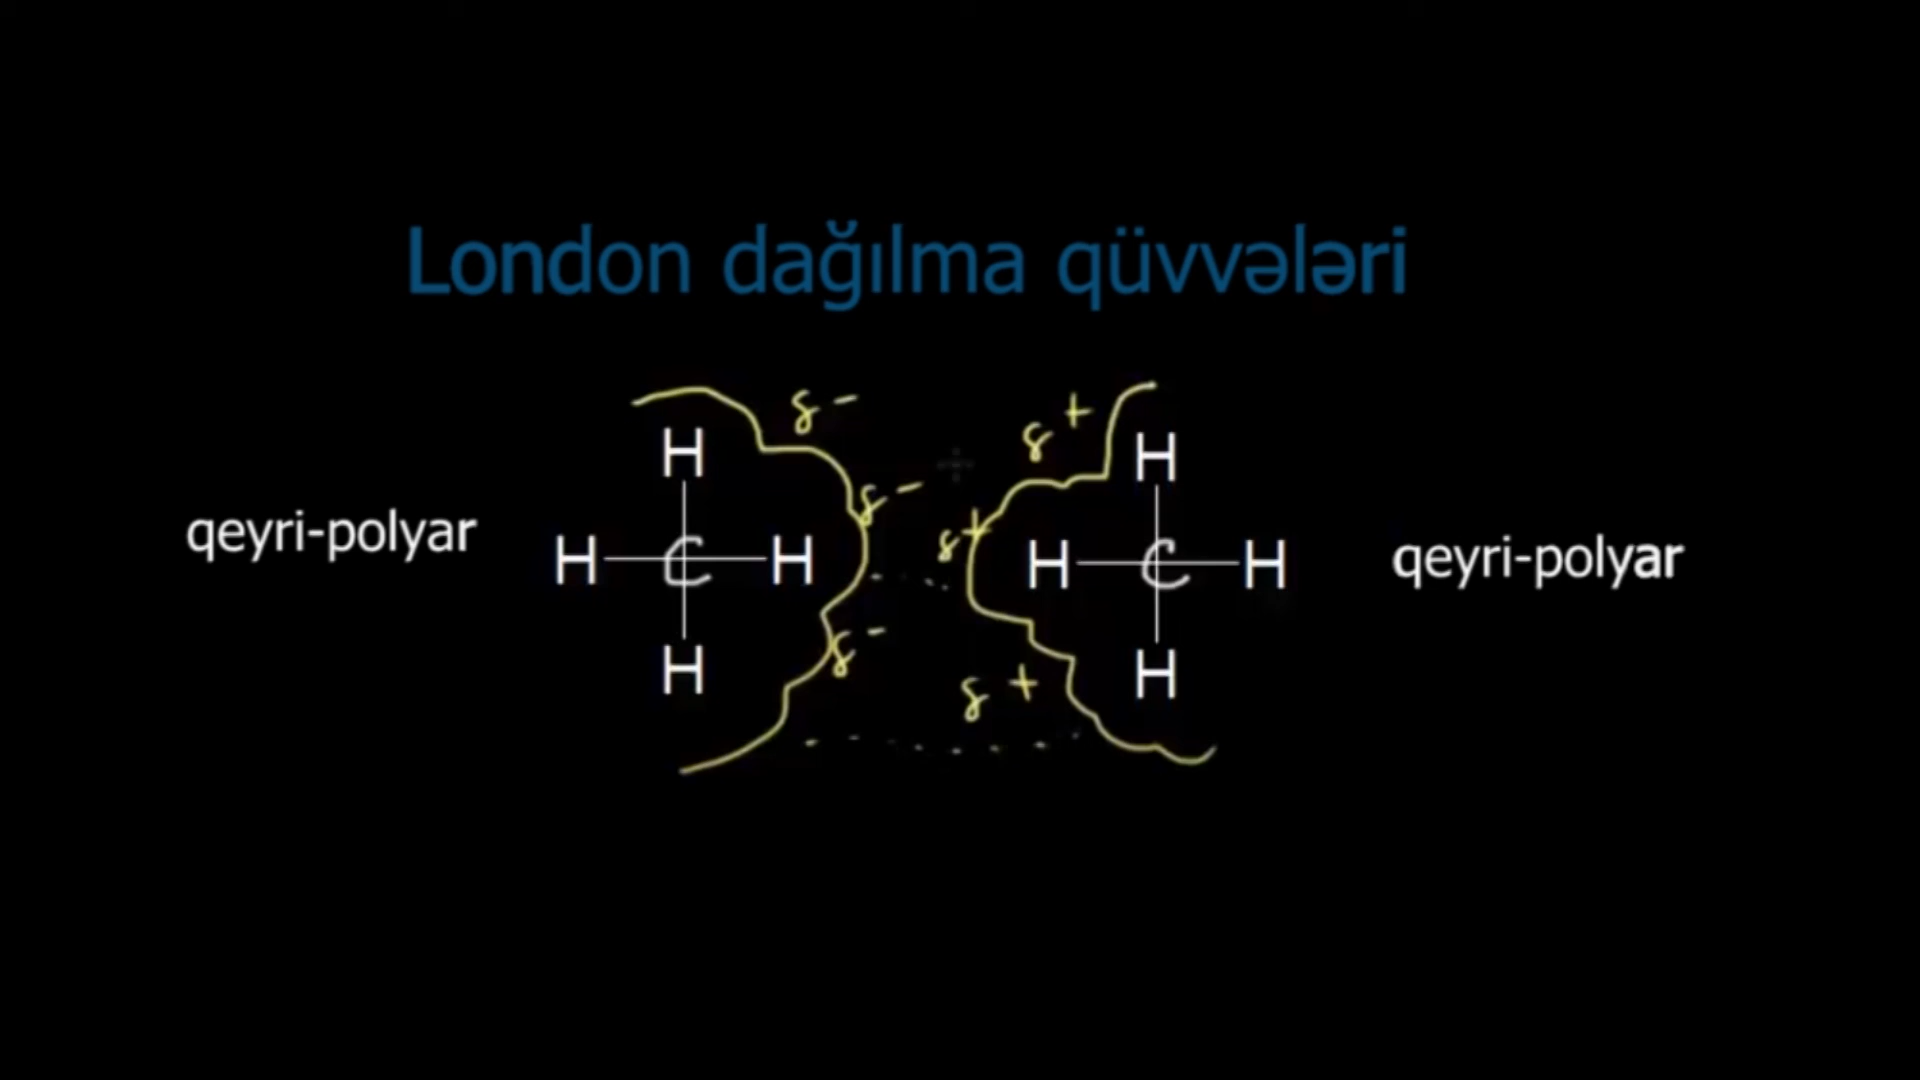 London dağılma qüvvələri
δ- δ+
H H
δ-
qeyri-polyar H C H δ+ H C H qeyri-polyar
δ-
H δ+ H